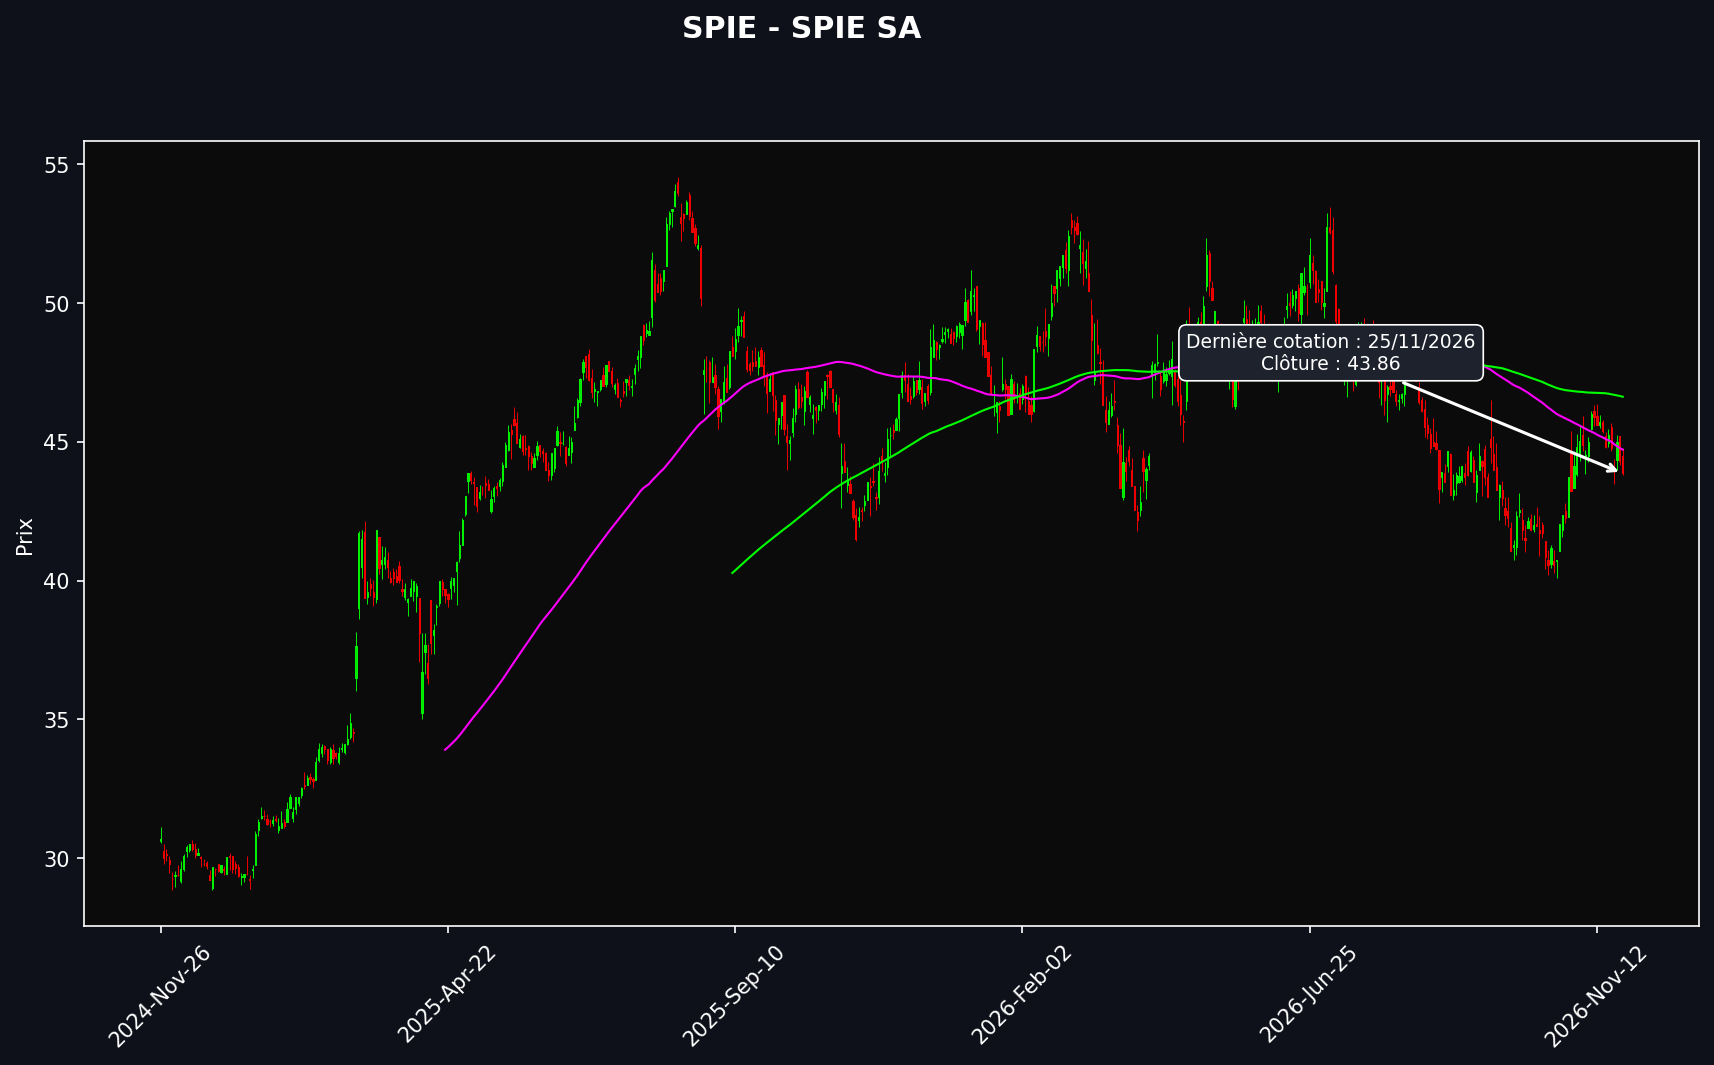 SPIE - SPIE SA
55
50
45
40
35
30
Prix
Dernière cotation : 25/11/2026
Clôture : 43.86
2024-Nov-26
2025-Apr-22
2025-Sep-10
2026-Feb-02
2026-Jun-25
2026-Nov-12